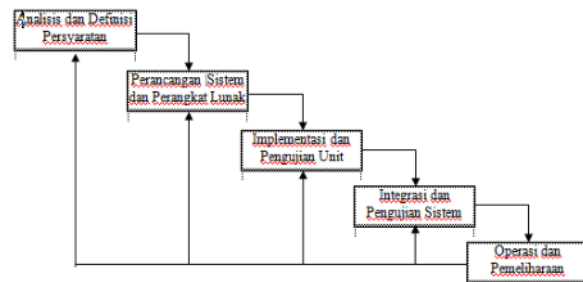 Analisis dan Definisi
Persyaratan
Perancangan Sistem
dan Perangkat Lunak
Implementasi dan
Pengujian Unit
Integrasi dan
Pengujian Sistem
Operasi dan
Pemeliharaan